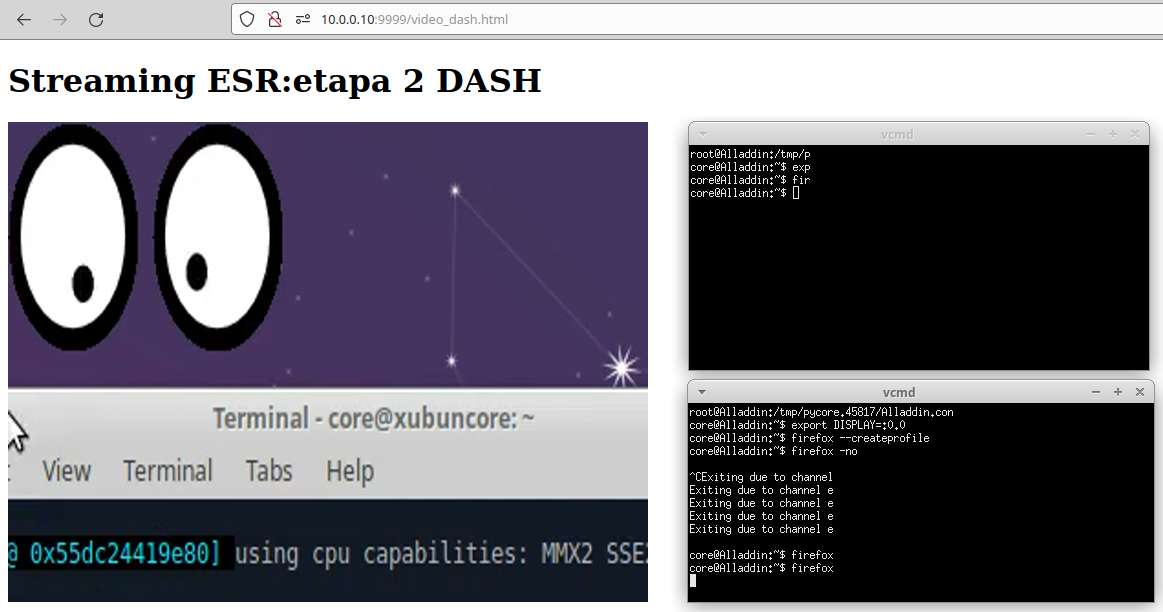 10.0.0.10:9999/video_dash.html
Streaming ESR:etapa 2 DASH
Terminal - core@xubuncore: ~
View Terminal Tabs Help
@ 0x55dc24419e80] using cpu capabilities: MMX2 SSE
vcmd
root@Alladdin:/tmp/p
core@Alladdin:~$ exp
core@Alladdin:~$ fir
core@Alladdin:~$
vcmd
root@Alladdin:/tmp/pycore.45817/Alladdin.con
core@Alladdin:~$ export DISPLAY=:0.0
core@Alladdin:~$ firefox --createprofile
core@Alladdin:~$ firefox -no
^CExiting due to channel
Exiting due to channel e
Exiting due to channel e
Exiting due to channel e
Exiting due to channel e
core@Alladdin:~$ firefox
core@Alladdin:~$ firefox